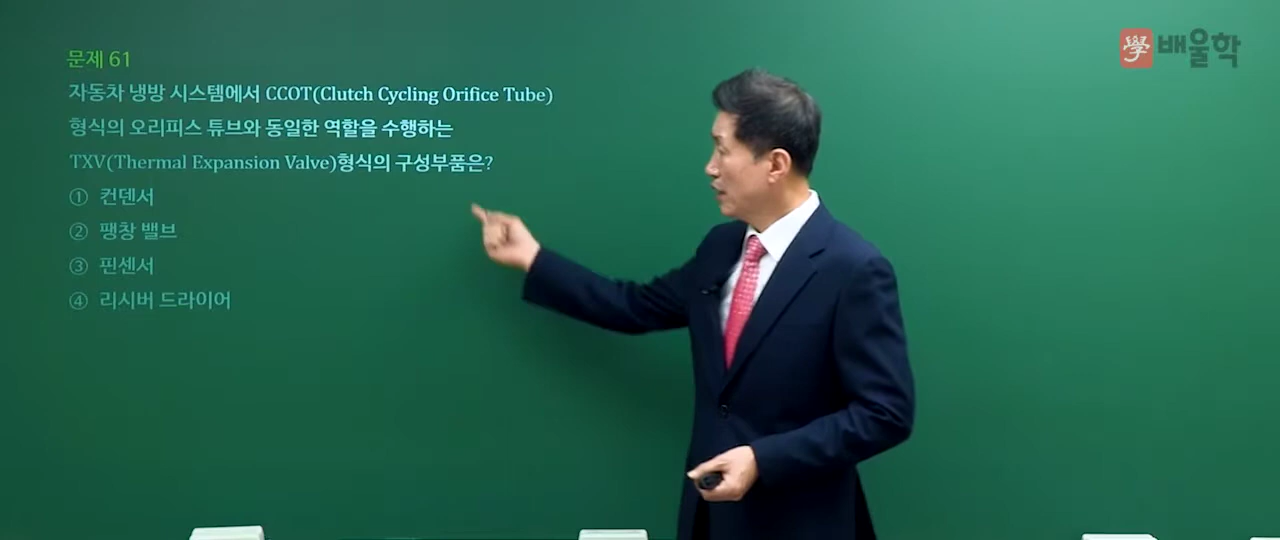 문제 61
자동차 냉방 시스템에서 CCOT(Clutch Cycling Orifice Tube)
형식의 오리피스 튜브와 동일한 역할을 수행하는
TXV(Thermal Expansion Valve)형식의 구성부품은?
① 컨덴서
② 팽창 밸브
③ 핀센서
④ 리시버 드라이어
學 배울학